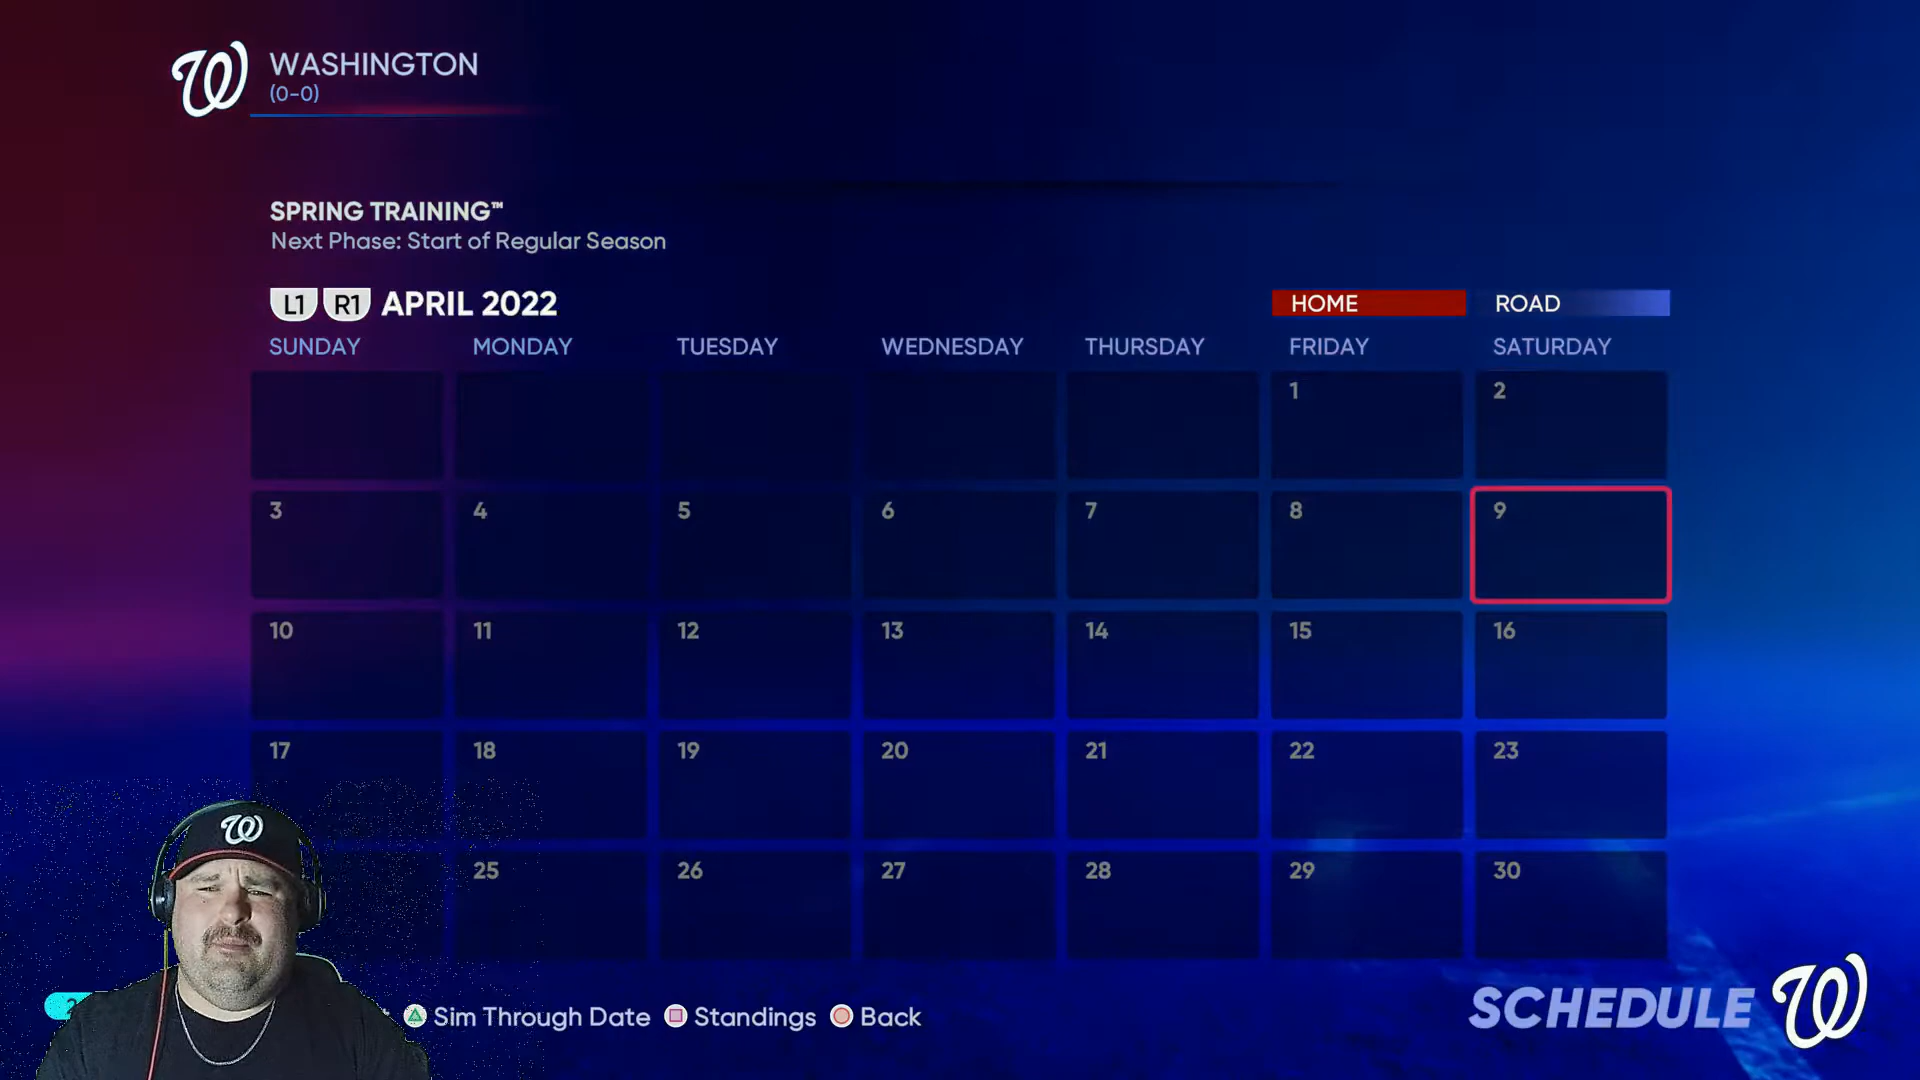 WASHINGTON
(0-0)
SPRING TRAINING™
Next Phase: Start of Regular Season
L1 R1 APRIL 2022 HOME ROAD
SUNDAY MONDAY TUESDAY WEDNESDAY THURSDAY FRIDAY SATURDAY
1 2
3 4 5 6 7 8 9
10 11 12 13 14 15 16
17 18 19 20 21 22 23
25 26 27 28 29 30
W
Sim Through Date Standings Back
SCHEDULE W